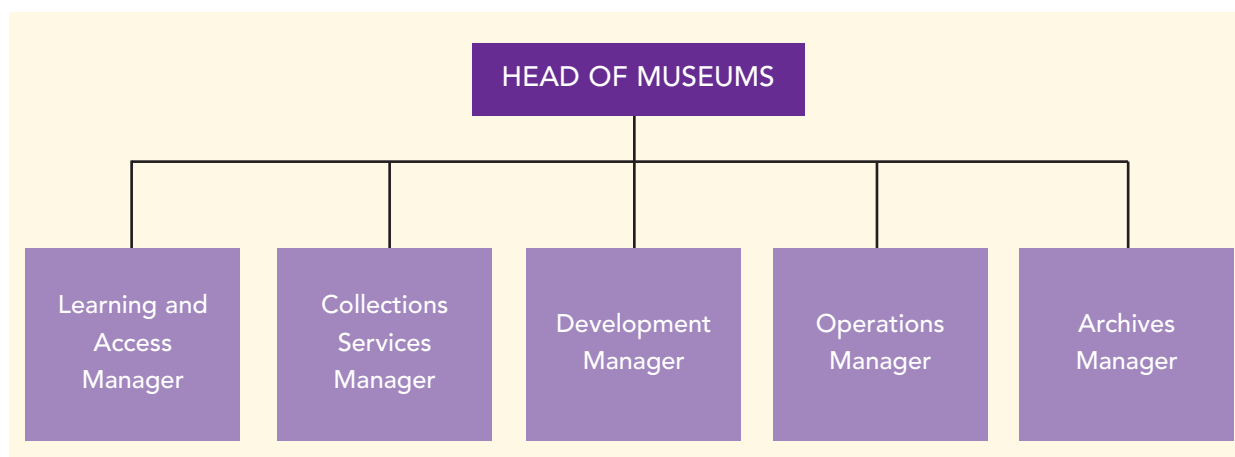 HEAD OF MUSEUMS
Learning and
Access
Manager
Collections
Services
Manager
Development
Manager
Operations
Manager
Archives
Manager